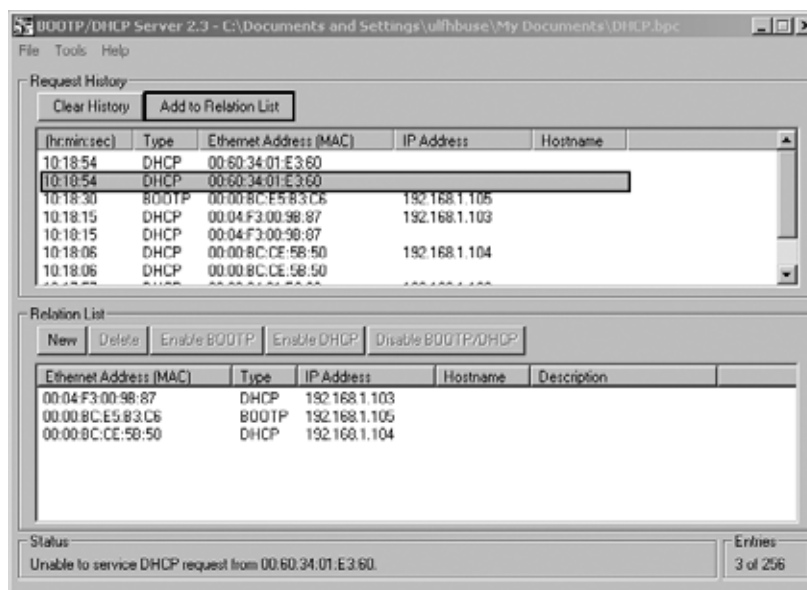 BOOTP/DHCP Server 2.3 - C:\Documents and Settings\ulfhbuse\My Documents\DHCP.bpc
File Tools Help
Request History
Clear History Add to Relation List
(hr:min:sec) Type Ethernet Address (MAC) IP Address Hostname
10:18:54 DHCP 00:60:34:01:E3:60
10:18:54 DHCP 00:60:34:01:E3:60
10:18:30 BOOTP 00:00:BC:E5:B3:C6 192.168.1.105
10:18:15 DHCP 00:04:F3:00:9B:87 192.168.1.103
10:18:15 DHCP 00:04:F3:00:9B:87
10:18:06 DHCP 00:00:BC:CE:5B:50 192.168.1.104
10:18:06 DHCP 00:00:BC:CE:5B:50
Relation List
New Delete Enable BOOTP Enable DHCP Disable BOOTP/DHCP
Ethernet Address (MAC) Type IP Address Hostname Description
00:04:F3:00:9B:87 DHCP 192.168.1.103
00:00:BC:E5:B3:C6 BOOTP 192.168.1.105
00:00:BC:CE:5B:50 DHCP 192.168.1.104
Status
Unable to service DHCP request from 00:60:34:01:E3:60.
Entries
3 of 256